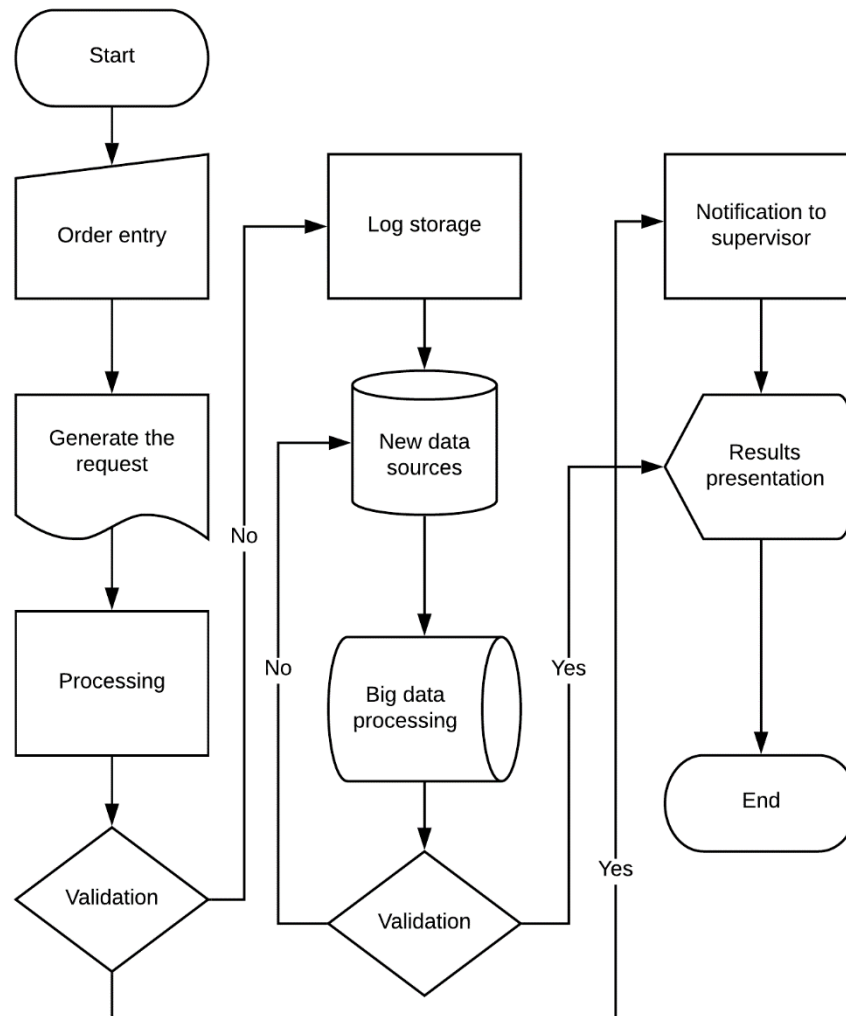 Start
Order entry
Generate the
request
Processing
Validation
No
Log storage
New data
sources
Big data
processing
Validation
No
Yes
Yes
Notification to
supervisor
Results
presentation
End